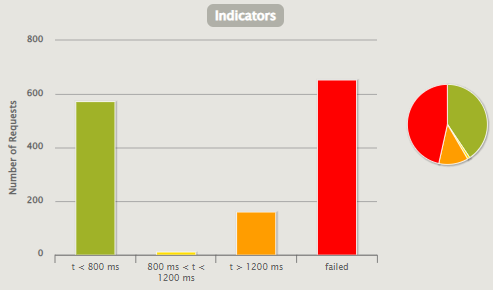 Indicators
Number of Requests
800
600
400
200
0
t < 800 ms
800 ms < t <
1200 ms
t > 1200 ms
failed